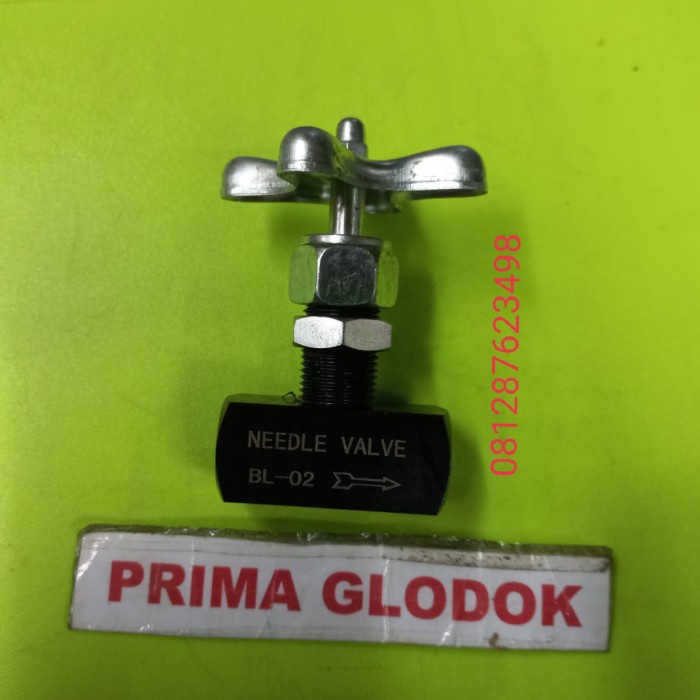 NEEDLE VALVE
BL-02
081287623498
PRIMA GLODOK